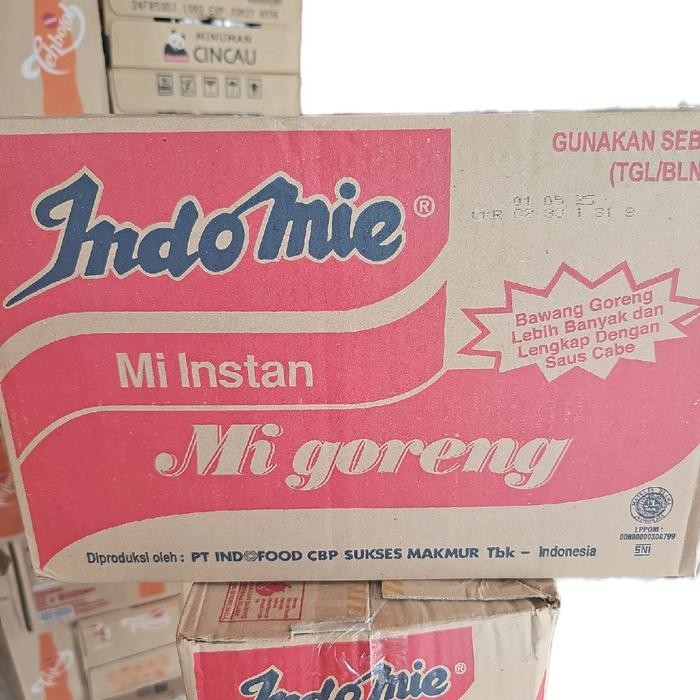 Tehbotol
MINUMAN
CINCAU
GUNAKAN SEB
(TGL/BLN
01 05 25
Indomie®
Bawang Goreng
Lebih Banyak dan
Lengkap Dengan
Saus Cabe
Mi Instan
Mi goreng
LPPOM :
SNI
Diproduksi oleh : PT INDOFOOD CBP SUKSES MAKMUR Tbk – Indonesia
Indomie®